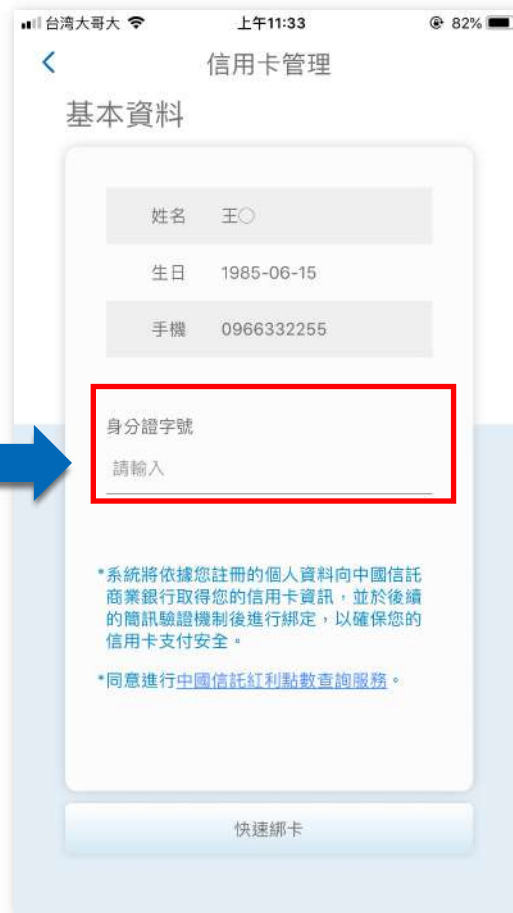 台湾大哥大 上午11:33 82%
信用卡管理
基本資料
姓名 王○
生日 1985-06-15
手機 0966332255
身分證字號
請輸入
*系統將依據您註冊的個人資料向中國信託
商業銀行取得您的信用卡資訊,並於後續
的簡訊驗證機制後進行綁定,以確保您的
信用卡支付安全。
*同意進行中國信託紅利點數查詢服務。
快速綁卡